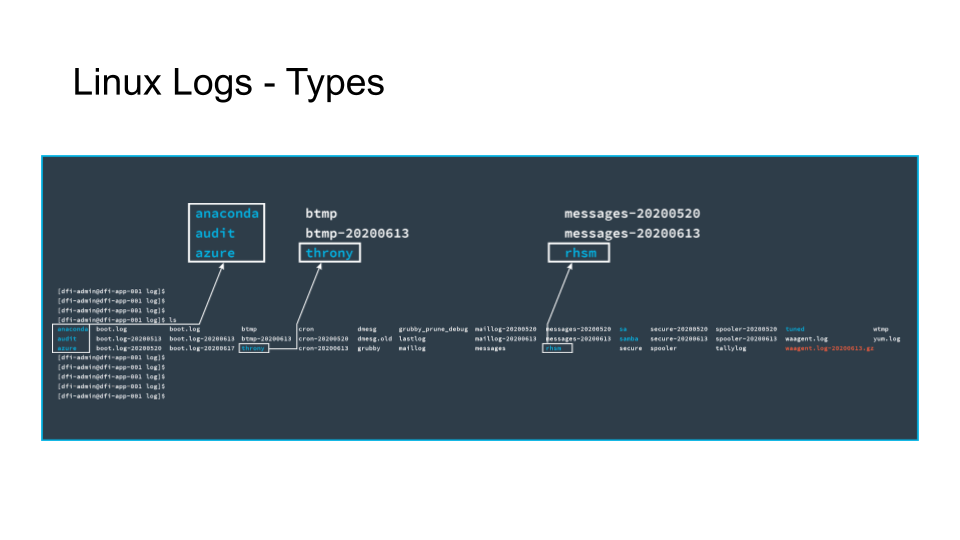 Linux Logs - Types
anaconda btmp messages-20200520
audit btmp-20200613 messages-20200613
azure throny rhsm
[dfi-admin@dfi-app-001 log]$
[dfi-admin@dfi-app-001 log]$
[dfi-admin@dfi-app-001 log]$
[dfi-admin@dfi-app-001 log]$ ls
anaconda boot.log boot.log btmp cron dmesg grubby_prune_debug maillog-20200520 messages-20200520 sa secure-20200520 spooler-20200520 tuned wtmp
audit boot.log-20200513 boot.log-20200613 btmp-20200613 cron-20200520 dmesg.old lastlog maillog-20200613 messages-20200613 samba secure-20200613 spooler-20200613 waagent.log yum.log
azure boot.log-20200520 boot.log-20200617 throny cron-20200613 grubby maillog messages rhsm secure spooler tallylog waagent.log-20200613.gz
[dfi-admin@dfi-app-001 log]$
[dfi-admin@dfi-app-001 log]$
[dfi-admin@dfi-app-001 log]$
[dfi-admin@dfi-app-001 log]$
[dfi-admin@dfi-app-001 log]$